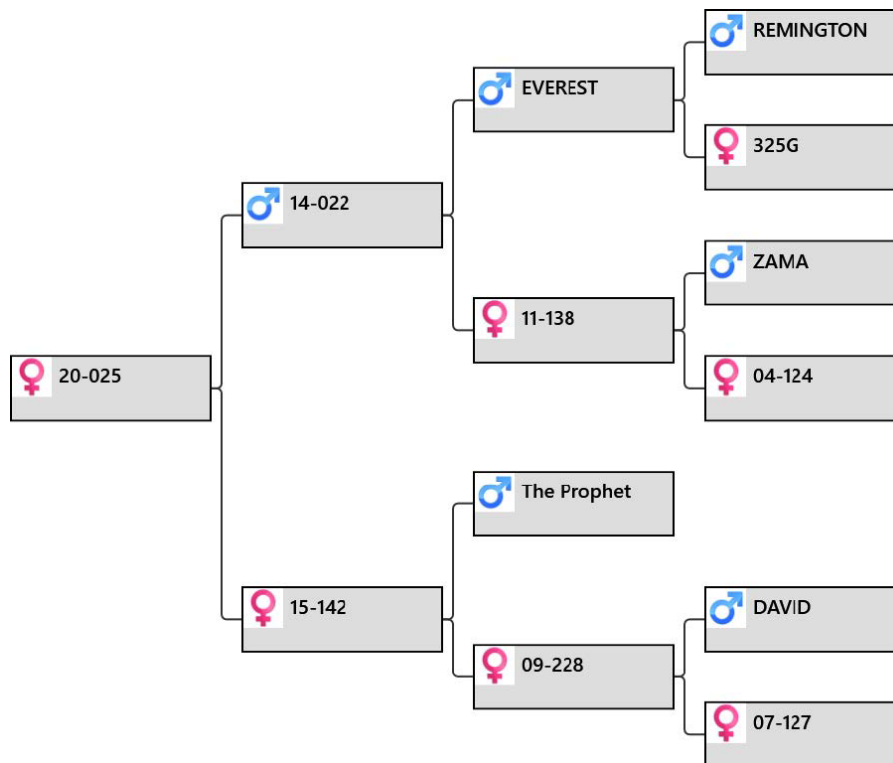 REMINGTON
EVEREST
325G
14-022
ZAMA
11-138
04-124
20-025
The Prophet
15-142
DAVID
09-228
07-127